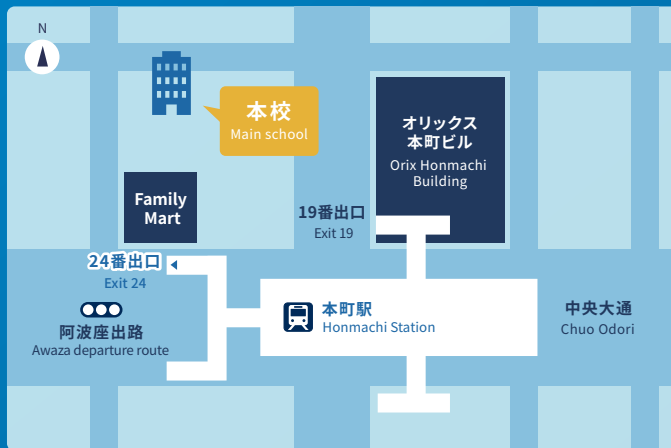 N
本校
Main school
オリックス
本町ビル
Orix Honmachi
Building
Family
Mart
19番出口
Exit 19
24番出口
Exit 24
阿波座出路
Awaza departure route
本町駅
Honmachi Station
中央大通
Chuo Odori